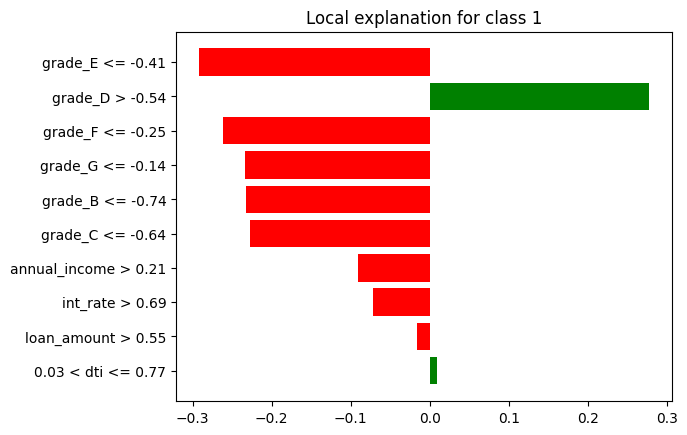 Local explanation for class 1
grade_E <= -0.41
grade_D > -0.54
grade_F <= -0.25
grade_G <= -0.14
grade_B <= -0.74
grade_C <= -0.64
annual_income > 0.21
int_rate > 0.69
loan_amount > 0.55
0.03 < dti <= 0.77
−0.3 −0.2 −0.1 0.0 0.1 0.2 0.3